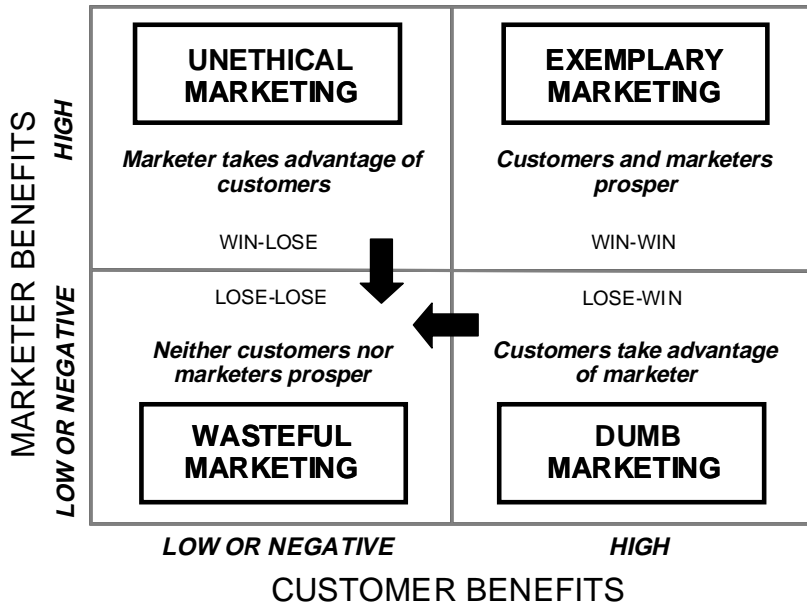 MARKETER BENEFITS
HIGH
LOW OR NEGATIVE
UNETHICAL
MARKETING
Marketer takes advantage of
customers
WIN-LOSE
EXEMPLARY
MARKETING
Customers and marketers
prosper
WIN-WIN
LOSE-LOSE
Neither customers nor
marketers prosper
WASTEFUL
MARKETING
LOSE-WIN
Customers take advantage
of marketer
DUMB
MARKETING
LOW OR NEGATIVE
HIGH
CUSTOMER BENEFITS